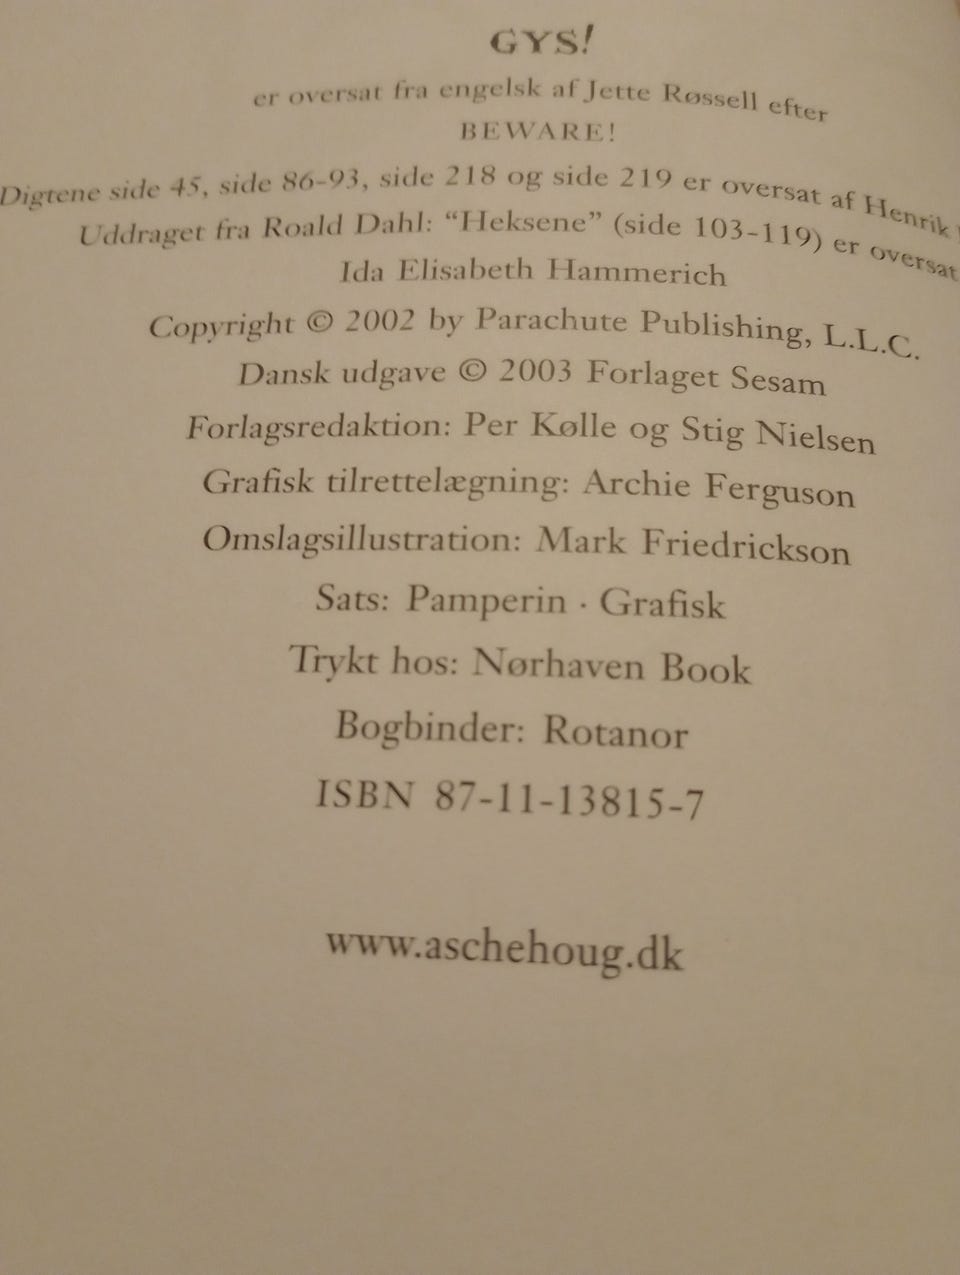 GYS!
er oversat fra engelsk af Jette Røssell efter
BEWARE!
Digtene side 45, side 86-93, side 218 og side 219 er oversat af Henrik
Uddraget fra Roald Dahl: “Heksene” (side 103-119) er oversat
Ida Elisabeth Hammerich
Copyright © 2002 by Parachute Publishing, L.L.C.
Dansk udgave © 2003 Forlaget Sesam
Forlagsredaktion: Per Kølle og Stig Nielsen
Grafisk tilrettelægning: Archie Ferguson
Omslagsillustration: Mark Friedrickson
Sats: Pamperin · Grafisk
Trykt hos: Nørhaven Book
Bogbinder: Rotanor
ISBN 87-11-13815-7
www.aschehoug.dk